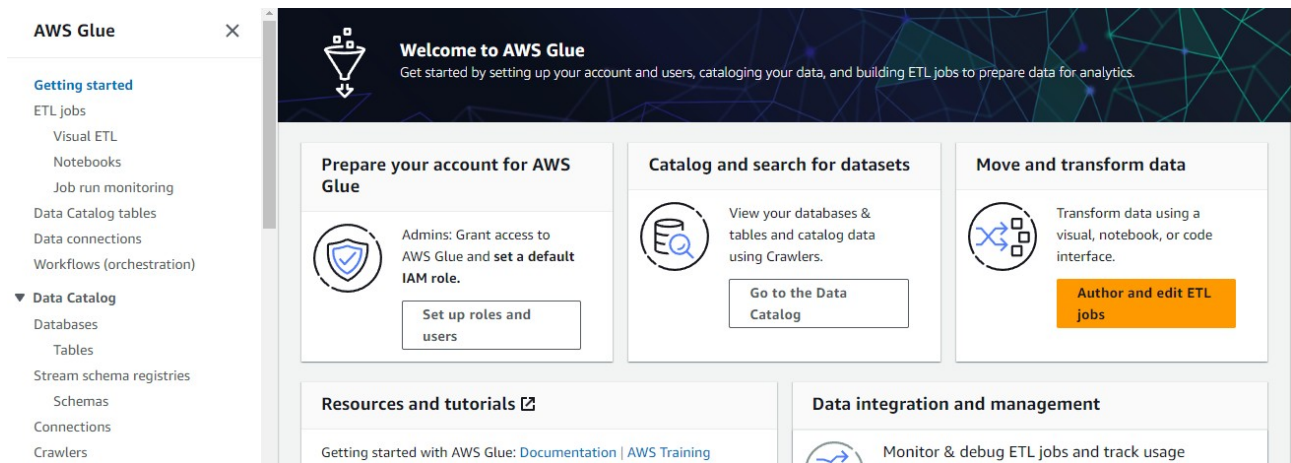 AWS Glue
Getting started
ETL jobs
Visual ETL
Notebooks
Job run monitoring
Data Catalog tables
Data connections
Workflows (orchestration)
Data Catalog
Databases
Tables
Stream schema registries
Schemas
Connections
Crawlers
Welcome to AWS Glue
Get started by setting up your account and users, cataloging your data, and building ETL jobs to prepare data for analytics.
Prepare your account for AWS
Glue
Admins: Grant access to
AWS Glue and set a default
IAM role.
Set up roles and
users
Catalog and search for datasets
View your databases &
tables and catalog data
using Crawlers.
Go to the Data
Catalog
Move and transform data
Transform data using a
visual, notebook, or code
interface.
Author and edit ETL
jobs
Resources and tutorials
Getting started with AWS Glue: Documentation | AWS Training
Data integration and management
Monitor & debug ETL jobs and track usage